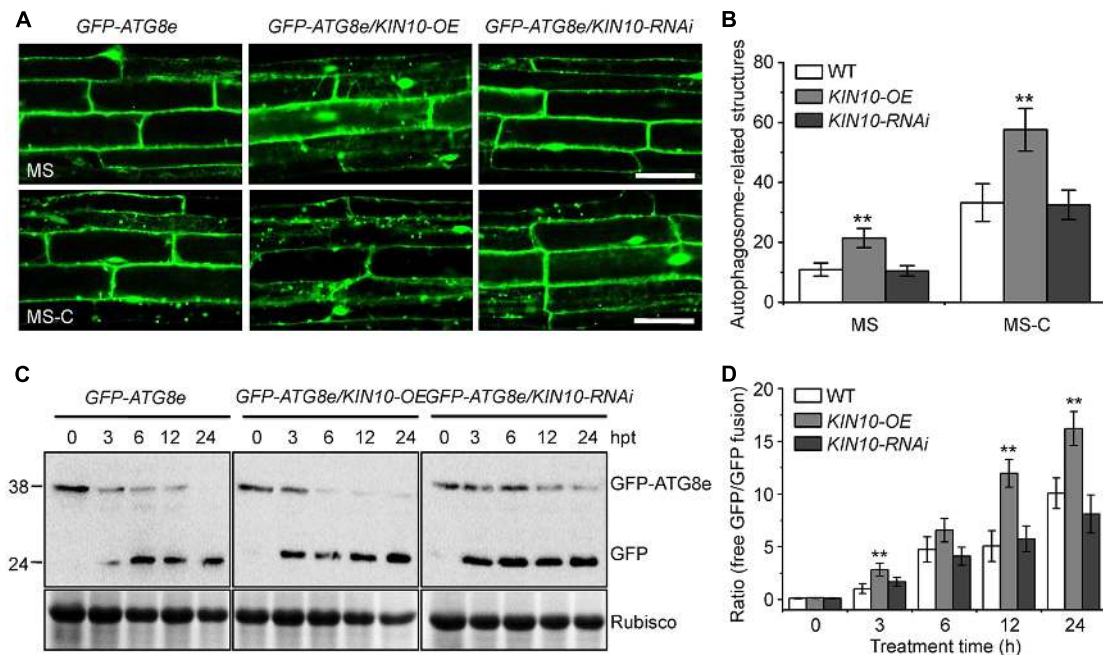 A
GFP-ATG8e
GFP-ATG8e/KIN10-OE
GFP-ATG8e/KIN10-RNAi
MS
MS-C
B
WT
KIN10-OE
KIN10-RNAi
Autophagosome-related structures
80
60
40
20
0
**
**
MS
MS-C
C
GFP-ATG8e
GFP-ATG8e/KIN10-OE
GFP-ATG8e/KIN10-RNAi
0 3 6 12 24 0 3 6 12 24 0 3 6 12 24 hpt
38
24
GFP-ATG8e
GFP
Rubisco
D
WT
KIN10-OE
KIN10-RNAi
Ratio (free GFP/GFP fusion)
20
15
10
5
0
**
**
**
0 3 6 12 24
Treatment time (h)